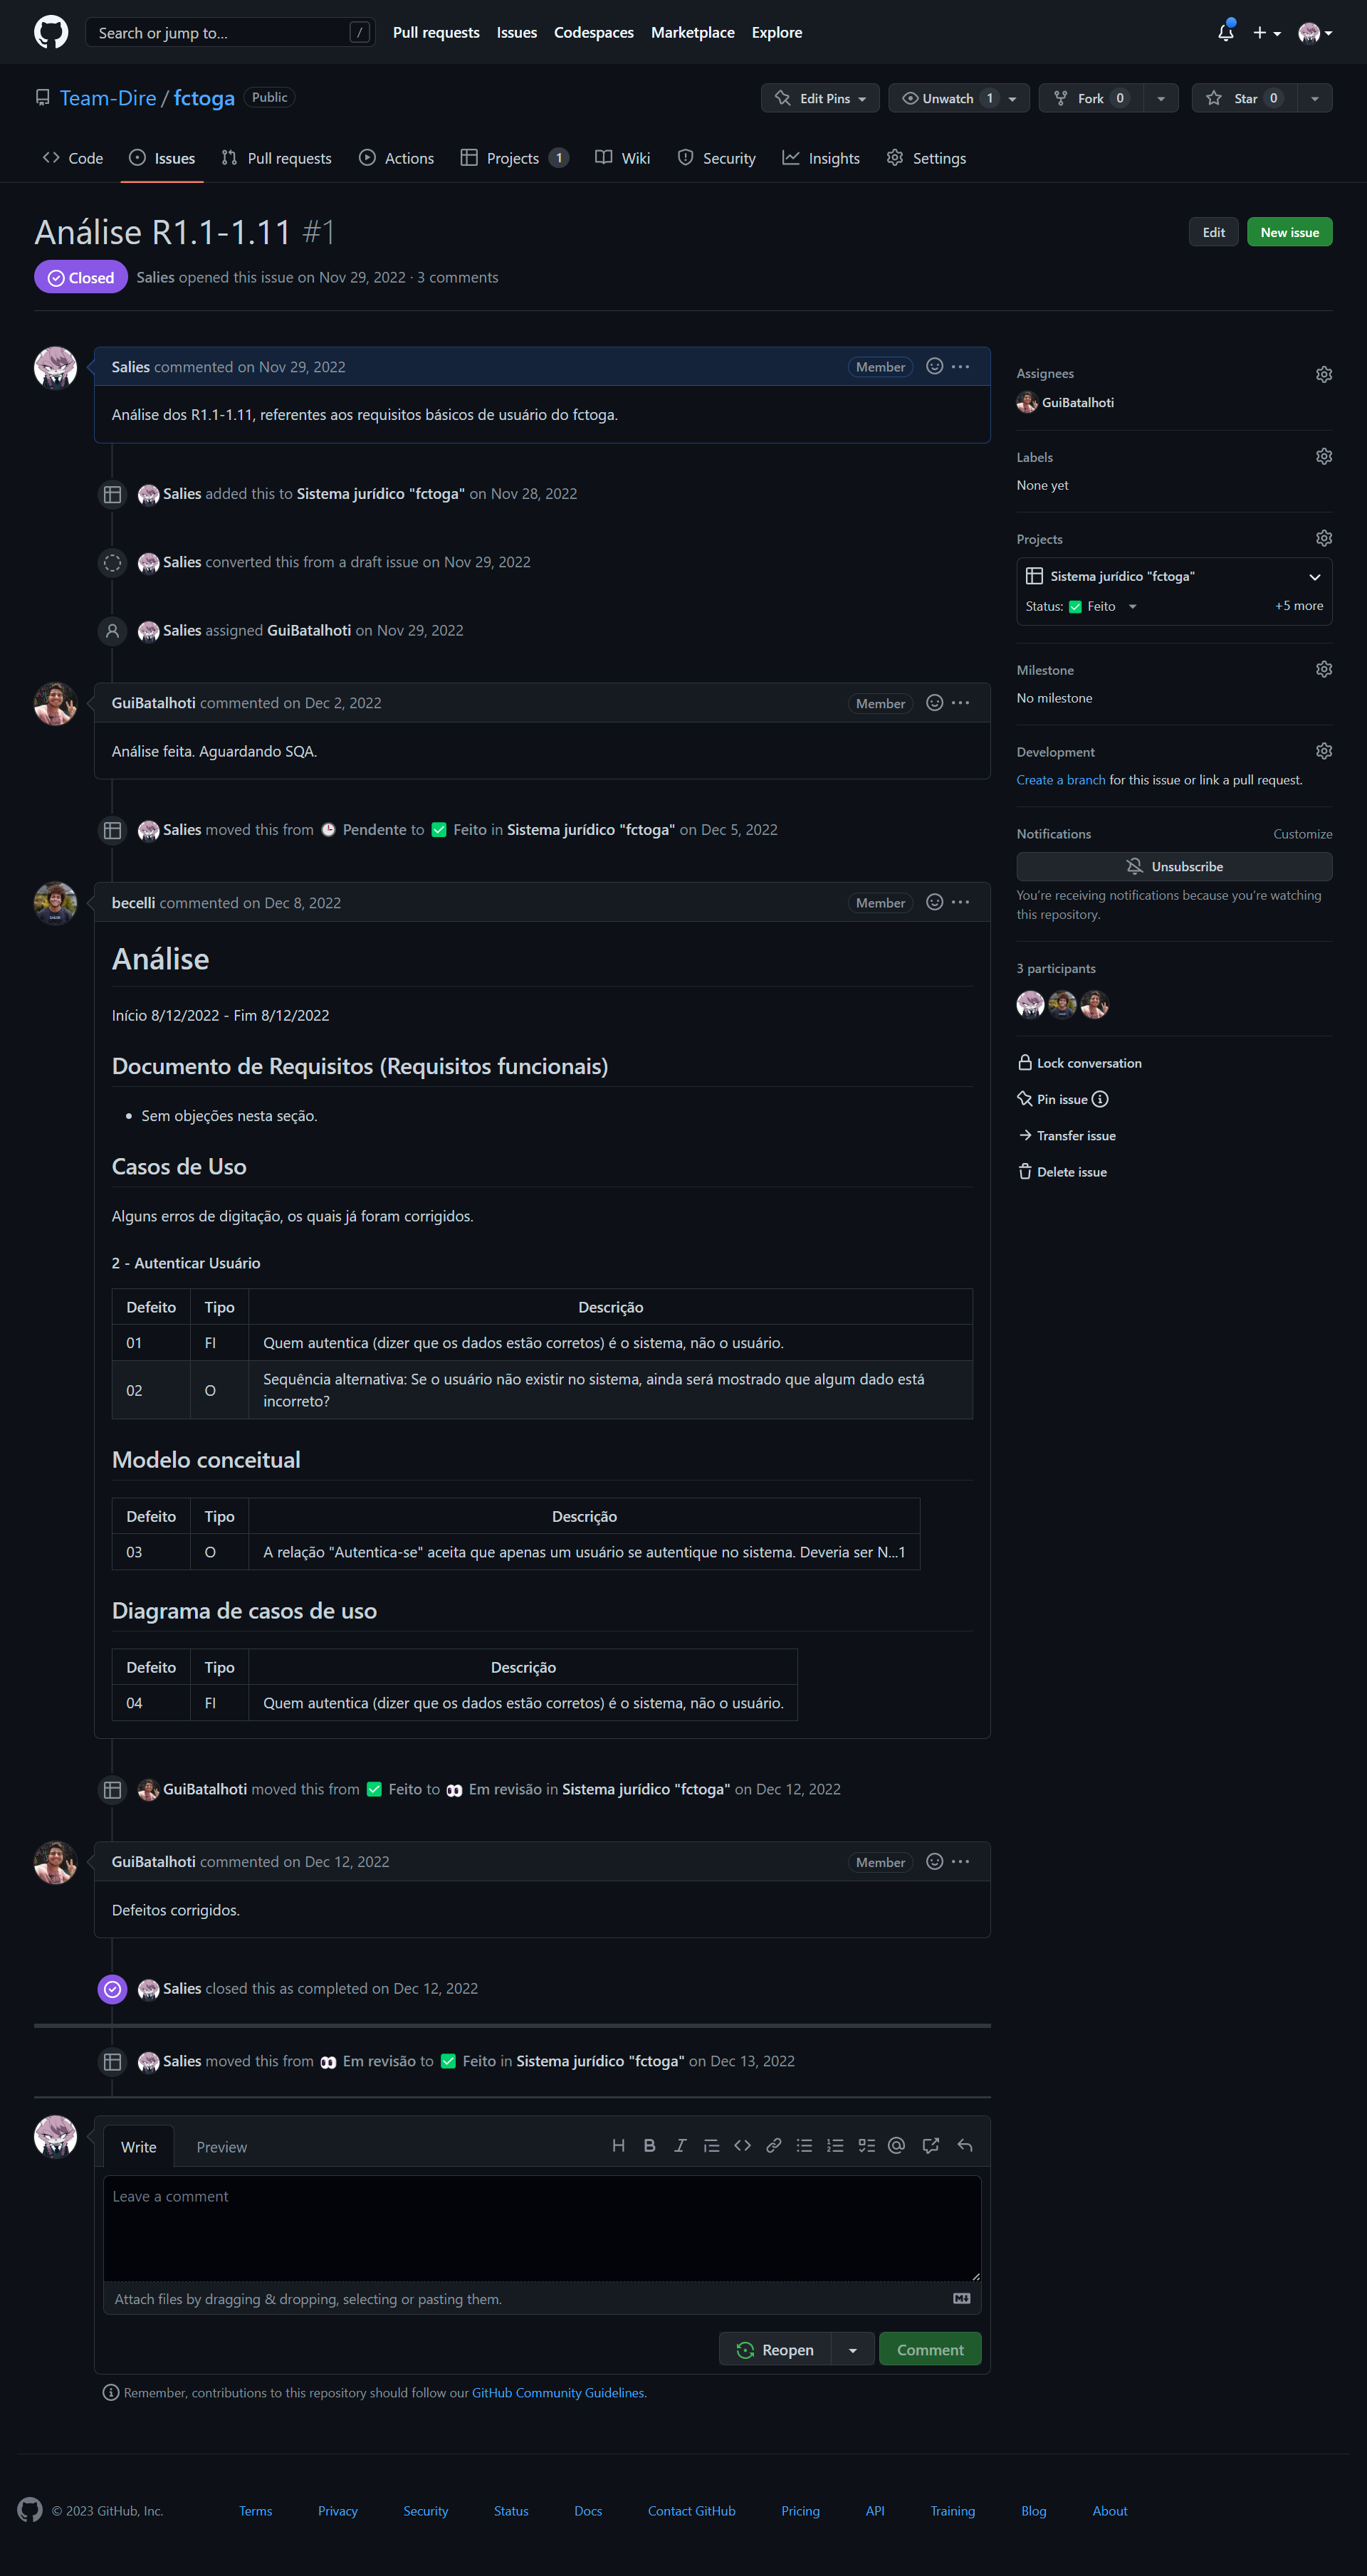 Search or jump to... /
Pull requests Issues Codespaces Marketplace Explore
Team-Dire / fctoga Public
Edit Pins Unwatch 1 Fork 0 Star 0
Code Issues Pull requests Actions Projects 1 Wiki Security Insights Settings
Análise R1.1-1.11 #1
Edit New issue
Closed Salies opened this issue on Nov 29, 2022 · 3 comments
Salies commented on Nov 29, 2022 Member
Análise dos R1.1-1.11, referentes aos requisitos básicos de usuário do fctoga.
Salies added this to Sistema jurídico "fctoga" on Nov 28, 2022
Salies converted this from a draft issue on Nov 29, 2022
Salies assigned GuiBatalhoti on Nov 29, 2022
GuiBatalhoti commented on Dec 2, 2022 Member
Análise feita. Aguardando SQA.
Salies moved this from 🕒 Pendente to ✅ Feito in Sistema jurídico "fctoga" on Dec 5, 2022
becelli commented on Dec 8, 2022 Member
Análise
Início 8/12/2022 - Fim 8/12/2022
Documento de Requisitos (Requisitos funcionais)
• Sem objeções nesta seção.
Casos de Uso
Alguns erros de digitação, os quais já foram corrigidos.
2 - Autenticar Usuário
Defeito Tipo Descrição
01 FI Quem autentica (dizer que os dados estão corretos) é o sistema, não o usuário.
02 O Sequência alternativa: Se o usuário não existir no sistema, ainda será mostrado que algum dado está
incorreto?
Modelo conceitual
Defeito Tipo Descrição
03 O A relação "Autentica-se" aceita que apenas um usuário se autentique no sistema. Deveria ser N...1
Diagrama de casos de uso
Defeito Tipo Descrição
04 FI Quem autentica (dizer que os dados estão corretos) é o sistema, não o usuário.
GuiBatalhoti moved this from ✅ Feito to 👀 Em revisão in Sistema jurídico "fctoga" on Dec 12, 2022
GuiBatalhoti commented on Dec 12, 2022 Member
Defeitos corrigidos.
Salies closed this as completed on Dec 12, 2022
Salies moved this from 👀 Em revisão to ✅ Feito in Sistema jurídico "fctoga" on Dec 13, 2022
Write Preview
Leave a comment
Attach files by dragging & dropping, selecting or pasting them.
Reopen Comment
Remember, contributions to this repository should follow our GitHub Community Guidelines.
Assignees
GuiBatalhoti
Labels
None yet
Projects
Sistema jurídico "fctoga"
Status: ✅ Feito +5 more
Milestone
No milestone
Development
Create a branch for this issue or link a pull request.
Notifications Customize
Unsubscribe
You're receiving notifications because you're watching
this repository.
3 participants
Lock conversation
Pin issue
Transfer issue
Delete issue
© 2023 GitHub, Inc. Terms Privacy Security Status Docs Contact GitHub Pricing API Training Blog About